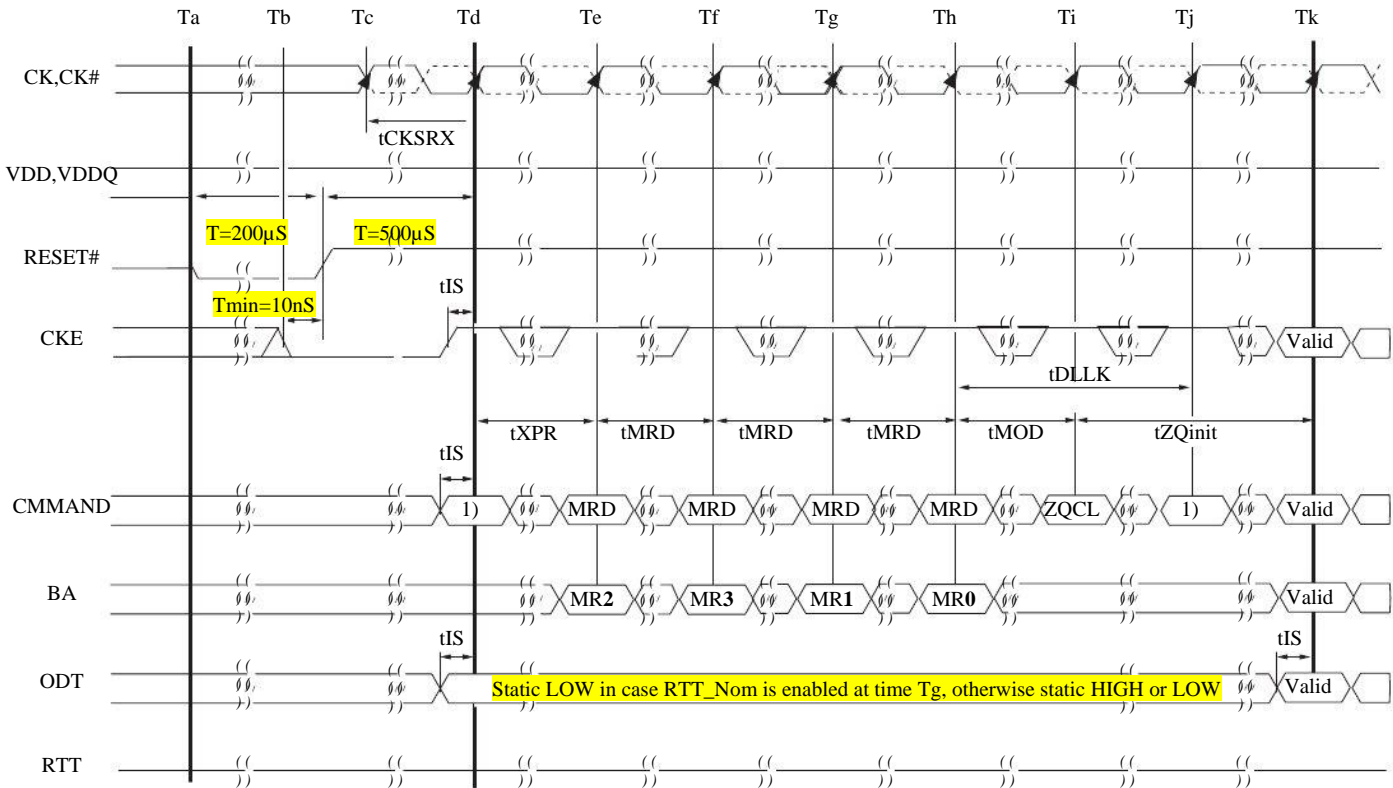 Ta Tb Tc Td Te Tf Tg Th Ti Tj Tk
CK,CK#
tCKSRX
VDD,VDDQ
T=200µS T=500µS
RESET#
Tmin=10nS tIS
CKE Valid
tDLLK
tXPR tMRD tMRD tMRD tMOD tZQinit
tIS
CMMAND 1) MRD MRD MRD MRD ZQCL 1) Valid
BA MR2 MR3 MR1 MR0 Valid
tIS tIS
ODT Static LOW in case RTT_Nom is enabled at time Tg, otherwise static HIGH or LOW Valid
RTT